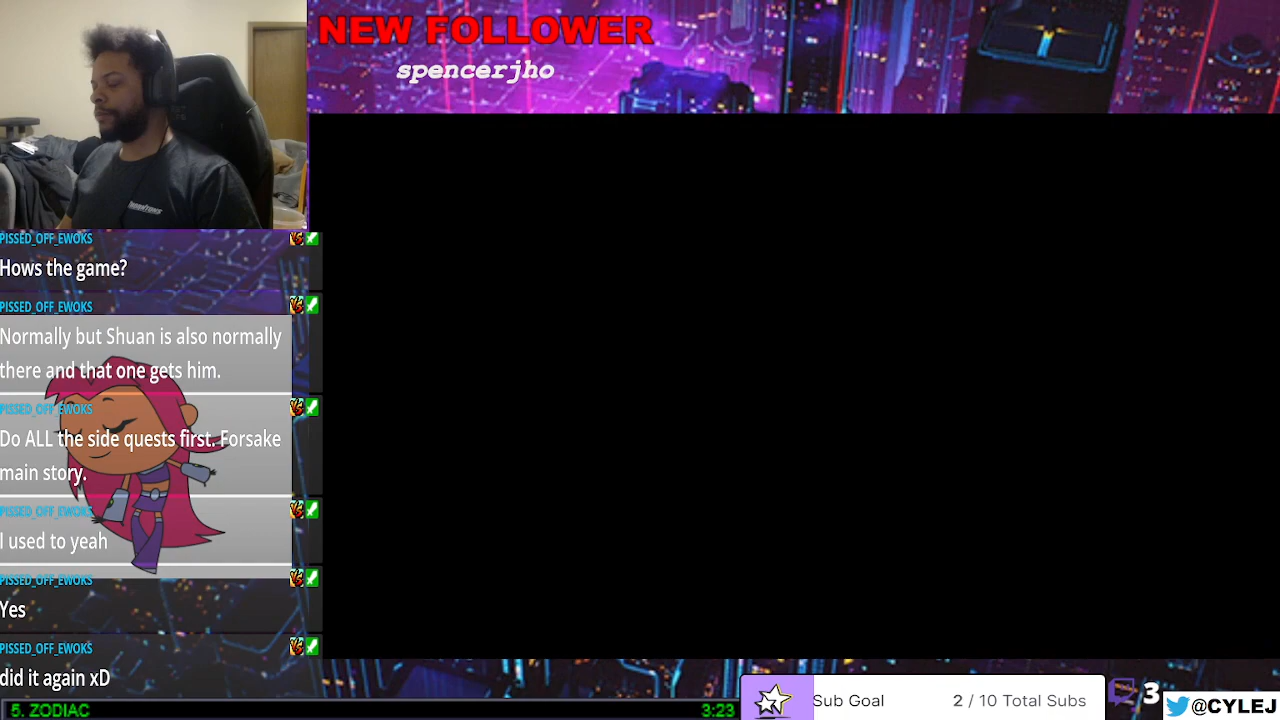 NEW FOLLOWER
spencerjho
PISSED_OFF_EWOKS
Hows the game?
PISSED_OFF_EWOKS
Normally but Shuan is also normally
there and that one gets him.
PISSED_OFF_EWOKS
Do ALL the side quests first. Forsake
main story.
PISSED_OFF_EWOKS
I used to yeah
PISSED_OFF_EWOKS
Yes
PISSED_OFF_EWOKS
did it again xD
5. ZODIAC 3:23
Sub Goal 2 / 10 Total Subs
3
@CYLEJ